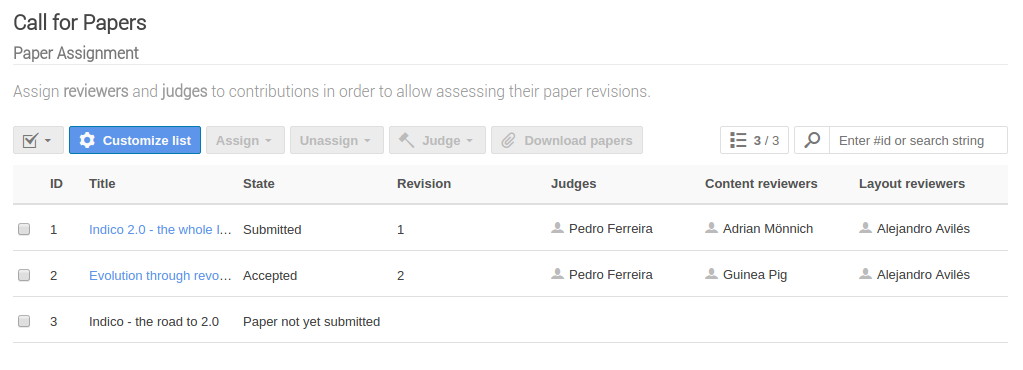 Call for Papers
Paper Assignment
Assign reviewers and judges to contributions in order to allow assessing their paper revisions.
Customize list Assign Unassign Judge Download papers 3 / 3 Enter #id or search string
ID Title State Revision Judges Content reviewers Layout reviewers
1 Indico 2.0 - the whole l... Submitted 1 Pedro Ferreira Adrian Mönnich Alejandro Avilés
2 Evolution through revo... Accepted 2 Pedro Ferreira Guinea Pig Alejandro Avilés
3 Indico - the road to 2.0 Paper not yet submitted